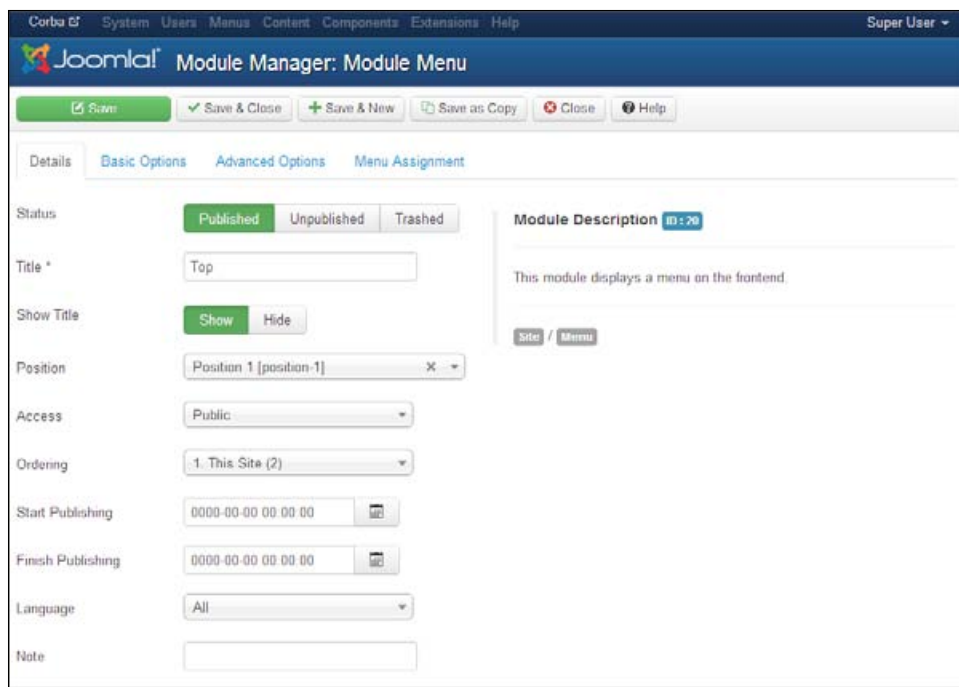 Corba System Users Menus Content Components Extensions Help Super User
Joomla! Module Manager: Module Menu
Save Save & Close Save & New Save as Copy Close Help
Details Basic Options Advanced Options Menu Assignment
Status Published Unpublished Trashed
Module Description ID: 20
Title * Top
This module displays a menu on the frontend.
Show Title Show Hide
Site / Menu
Position Position 1 [position-1]
Access Public
Ordering 1. This Site (2)
Start Publishing 0000-00-00 00:00:00
Finish Publishing 0000-00-00 00:00:00
Language All
Note